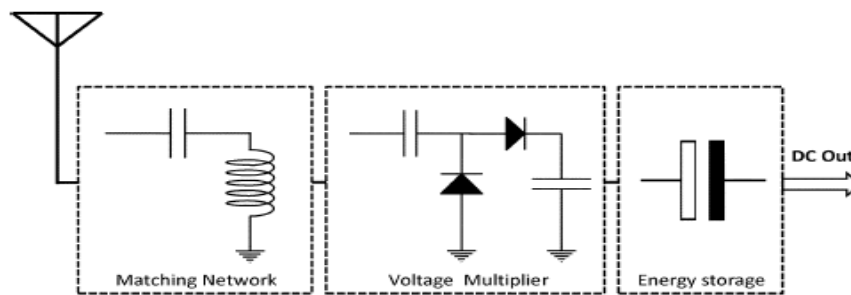 DC Out
Matching Network
Voltage Multiplier
Energy storage